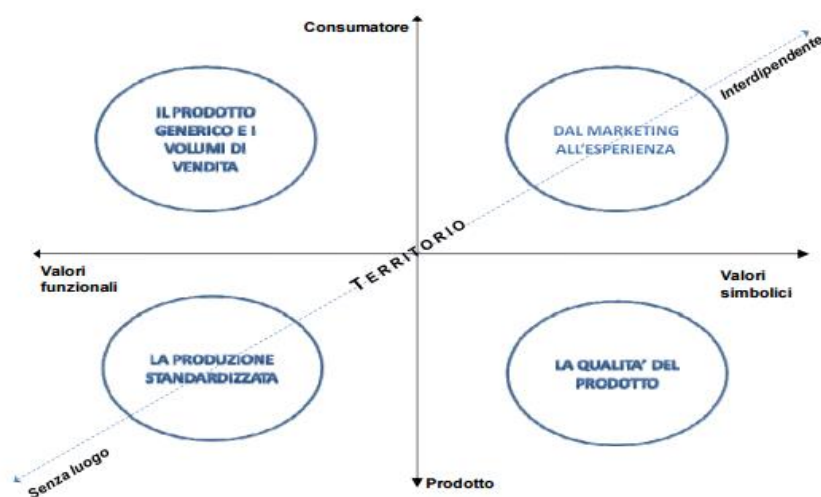 Consumatore
Interdipendente
IL PRODOTTO
GENERICO E I
VOLUMI DI
VENDITA
DAL MARKETING
ALL'ESPERIENZA
TERRITORIO
Valori
funzionali
Valori
simbolici
LA PRODUZIONE
STANDARDIZZATA
LA QUALITA' DEL
PRODOTTO
Senza luogo
Prodotto